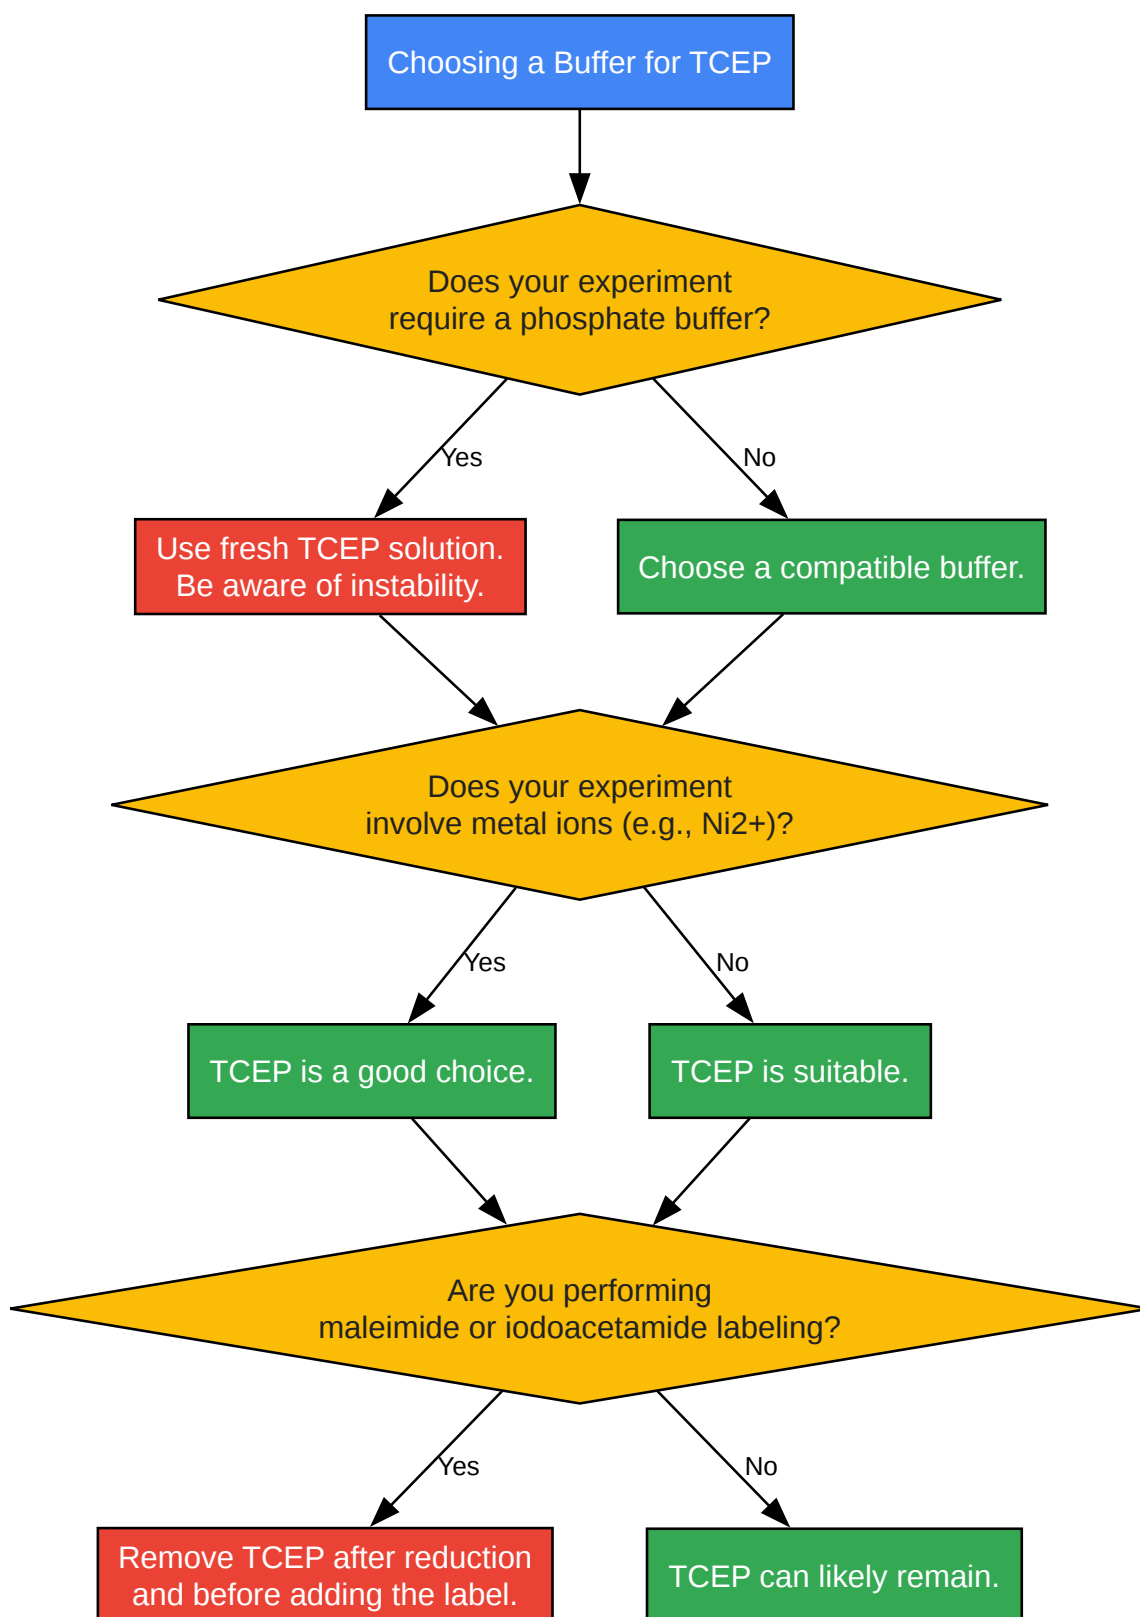 Choosing a Buffer for TCEP
Does your experiment
require a phosphate buffer?
Yes
No
Use fresh TCEP solution.
Be aware of instability.
Choose a compatible buffer.
Does your experiment
involve metal ions (e.g., Ni2+)?
Yes
No
TCEP is a good choice.
TCEP is suitable.
Are you performing
maleimide or iodoacetamide labeling?
Yes
No
Remove TCEP after reduction
and before adding the label.
TCEP can likely remain.